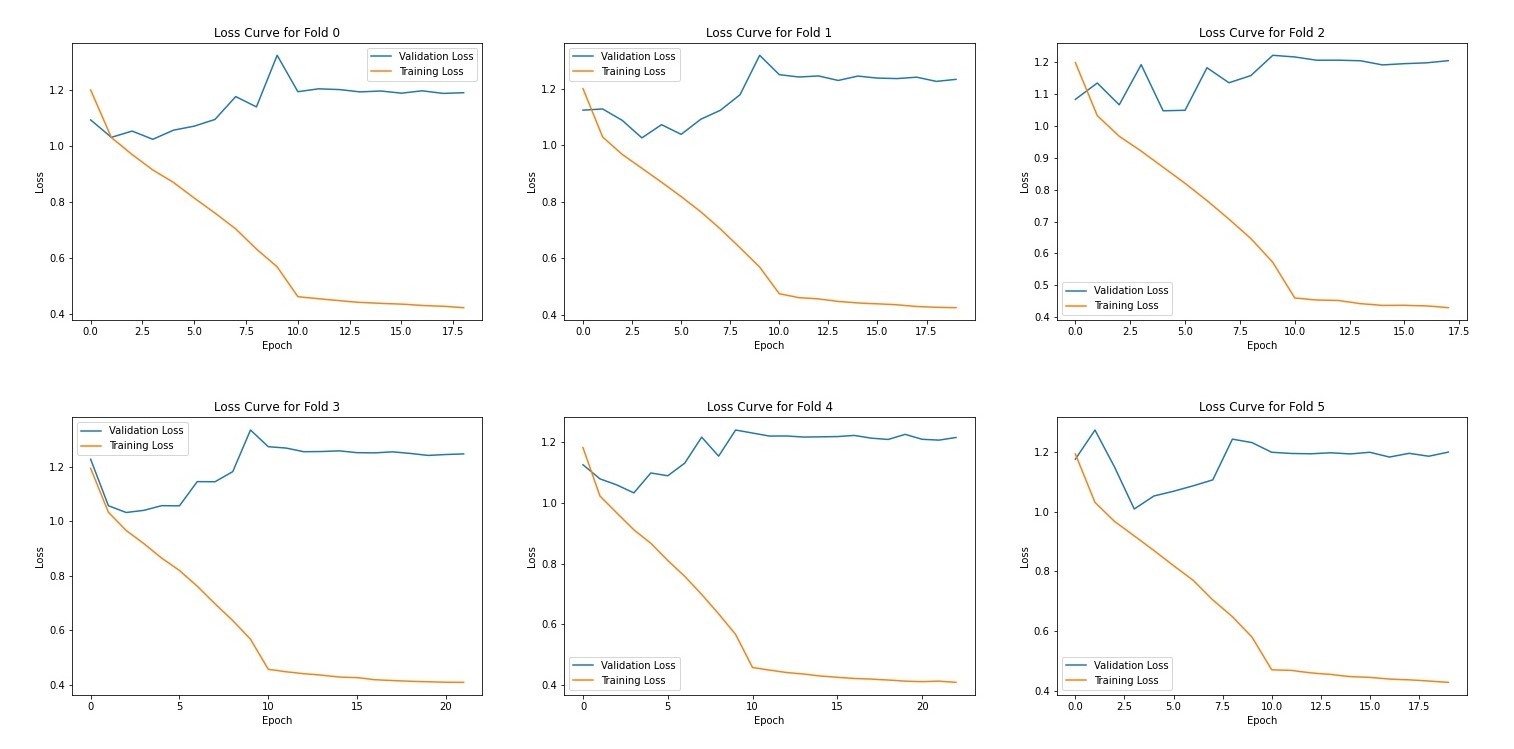 Loss Curve for Fold 0
Validation Loss
Training Loss
Loss
1.2
1.0
0.8
0.6
0.4
0.0 2.5 5.0 7.5 10.0 12.5 15.0 17.5
Epoch
Loss Curve for Fold 1
Validation Loss
Training Loss
Loss
1.2
1.0
0.8
0.6
0.4
0.0 2.5 5.0 7.5 10.0 12.5 15.0 17.5
Epoch
Loss Curve for Fold 2
Loss
1.2
1.1
1.0
0.9
0.8
0.7
0.6
0.5
0.4
Validation Loss
Training Loss
0.0 2.5 5.0 7.5 10.0 12.5 15.0 17.5
Epoch
Loss Curve for Fold 3
Validation Loss
Training Loss
Loss
1.2
1.0
0.8
0.6
0.4
0 5 10 15 20
Epoch
Loss Curve for Fold 4
Loss
1.2
1.0
0.8
0.6
0.4
Validation Loss
Training Loss
0 5 10 15 20
Epoch
Loss Curve for Fold 5
Loss
1.2
1.0
0.8
0.6
0.4
Validation Loss
Training Loss
0.0 2.5 5.0 7.5 10.0 12.5 15.0 17.5
Epoch